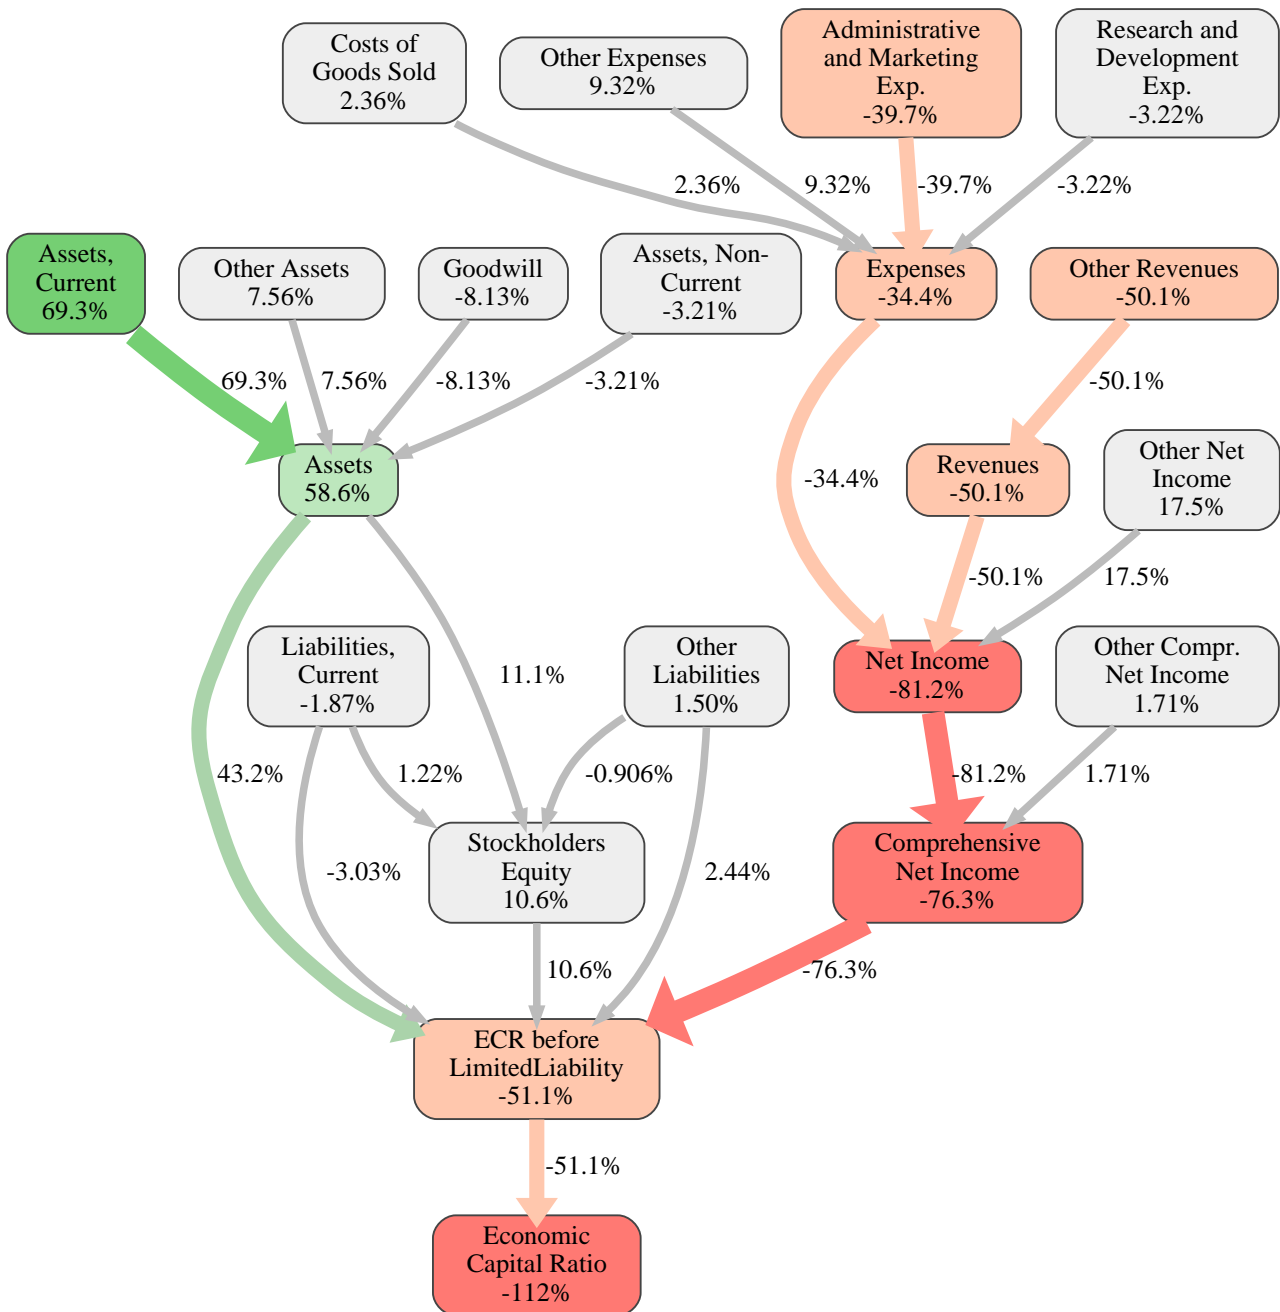 Costs of
Goods Sold
2.36%
Other Expenses
9.32%
Administrative
and Marketing
Exp.
-39.7%
Research and
Development
Exp.
-3.22%
2.36%
9.32%
-39.7%
-3.22%
Assets,
Current
69.3%
Other Assets
7.56%
Goodwill
-8.13%
Assets, Non-
Current
-3.21%
Expenses
-34.4%
Other Revenues
-50.1%
69.3%
7.56%
-8.13%
-3.21%
-50.1%
Assets
58.6%
-34.4%
Revenues
-50.1%
Other Net
Income
17.5%
-50.1%
17.5%
Liabilities,
Current
-1.87%
11.1%
Other
Liabilities
1.50%
Net Income
-81.2%
Other Compr.
Net Income
1.71%
43.2%
1.22%
-0.906%
-81.2%
1.71%
-3.03%
Stockholders
Equity
10.6%
2.44%
Comprehensive
Net Income
-76.3%
10.6%
-76.3%
ECR before
LimitedLiability
-51.1%
-51.1%
Economic
Capital Ratio
-112%